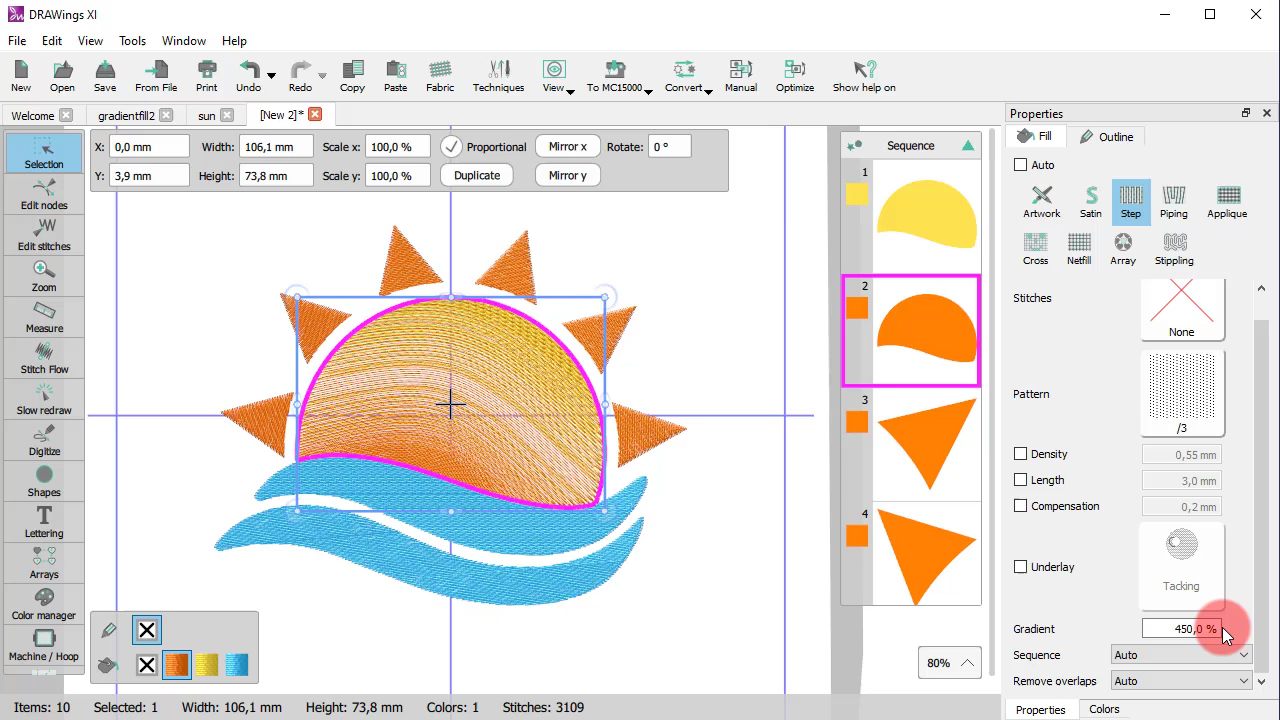 DRAWings XI
File Edit View Tools Window Help
New Open Save From File Print Undo Redo Copy Paste Fabric Techniques View To MC15000 Convert Manual Optimize Show help on
Welcome gradientfill2 sun [New 2]*
X: 0,0 mm Width: 106,1 mm Scale x: 100,0 % Proportional Mirror x Rotate: 0 °
Y: 3,9 mm Height: 73,8 mm Scale y: 100,0 % Duplicate Mirror y
Selection
Edit nodes
Edit stitches
Zoom
Measure
Stitch Flow
Slow redraw
Digitize
Shapes
Lettering
Arrays
Color manager
Machine / Hoop
Sequence
1
2
3
4
80%
Properties
Fill Outline
Auto
Artwork Satin Step Piping Applique
Cross Netfill Array Stippling
Stitches
None
Pattern
/3
Density 0,55 mm
Length 3,0 mm
Compensation 0,2 mm
Underlay
Tacking
Gradient 450,0 %
Sequence Auto
Remove overlaps Auto
Properties Colors
Items: 10 Selected: 1 Width: 106,1 mm Height: 73,8 mm Colors: 1 Stitches: 3109